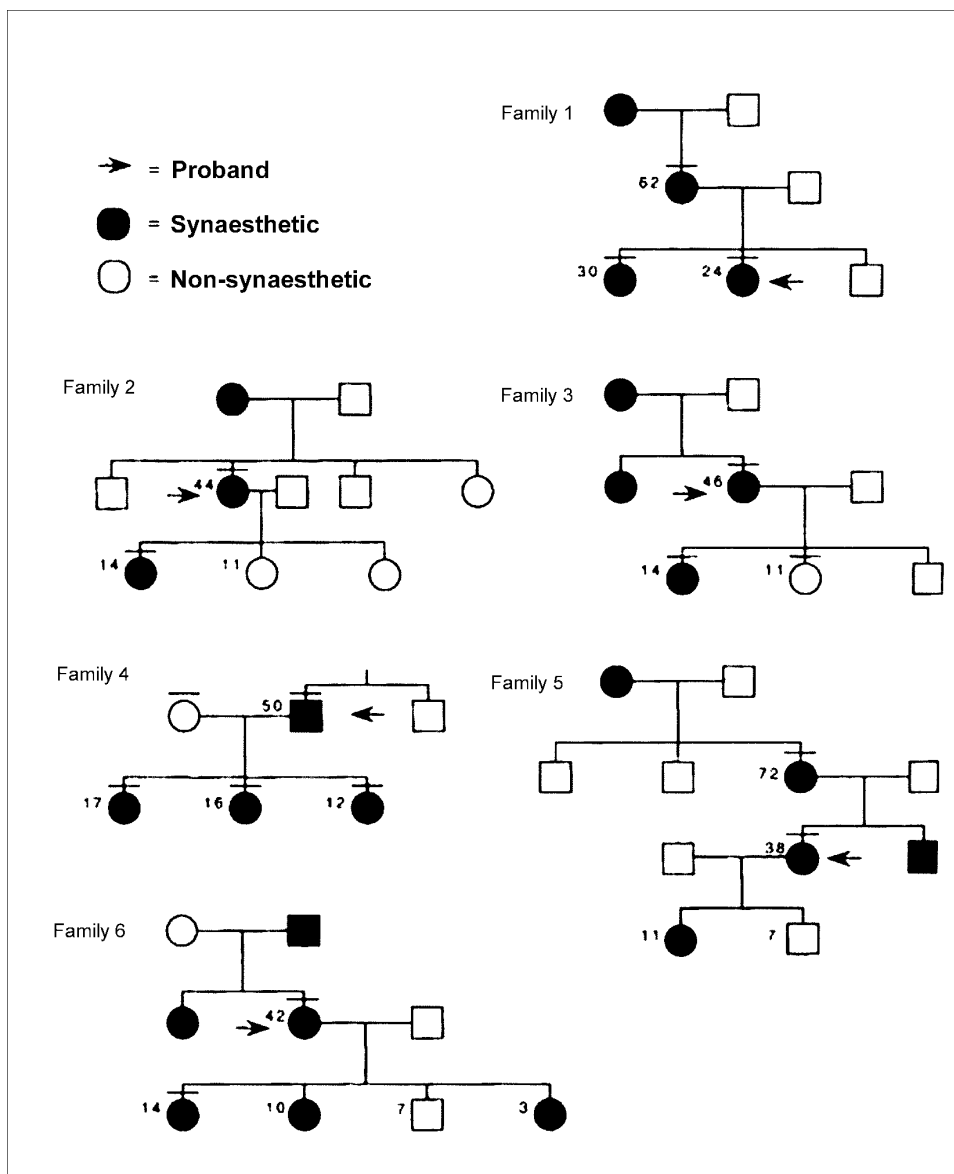 Family 1
= Proband
= Synaesthetic
= Non-synaesthetic
62
30
24
Family 2
44
14
11
Family 3
46
14
11
Family 4
50
17
16
12
Family 5
72
38
11
7
Family 6
42
14
10
7
3